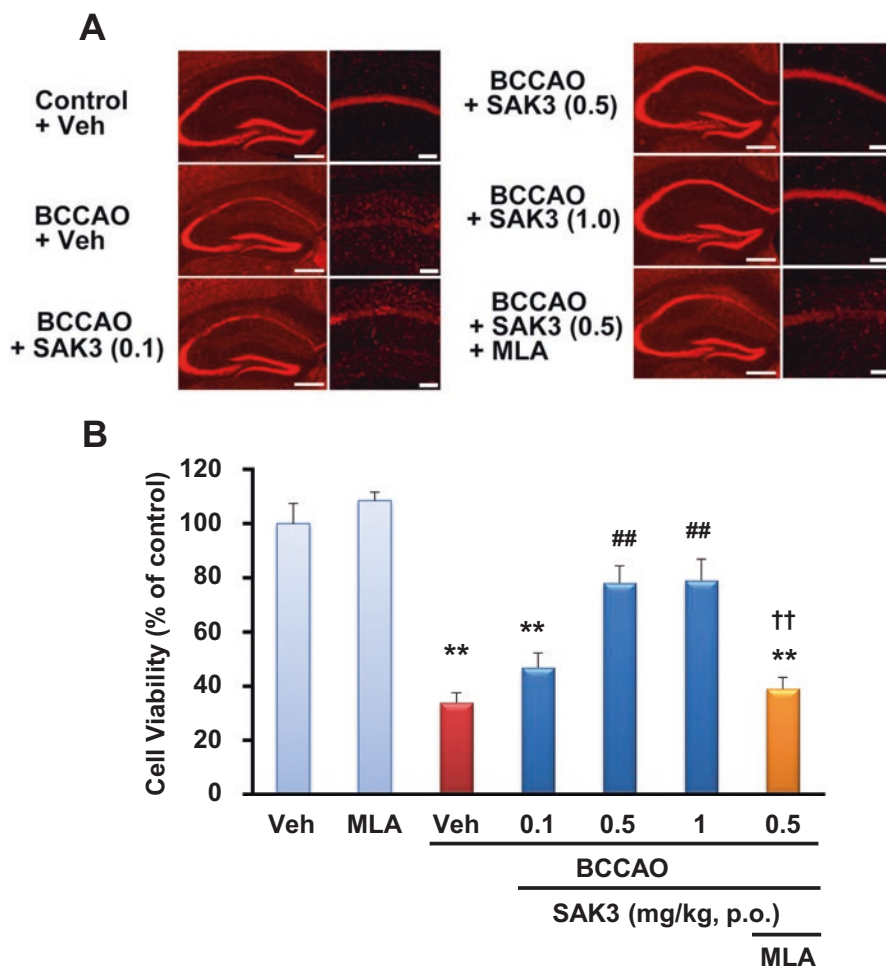 A
Control
+ Veh
BCCAO
+ Veh
BCCAO
+ SAK3 (0.1)
BCCAO
+ SAK3 (0.5)
BCCAO
+ SAK3 (1.0)
BCCAO
+ SAK3 (0.5)
+ MLA
B
Cell Viability (% of control)
120
100
80
60
40
20
0
**
**
##
##
††
**
Veh MLA Veh 0.1 0.5 1 0.5
BCCAO
SAK3 (mg/kg, p.o.)
MLA